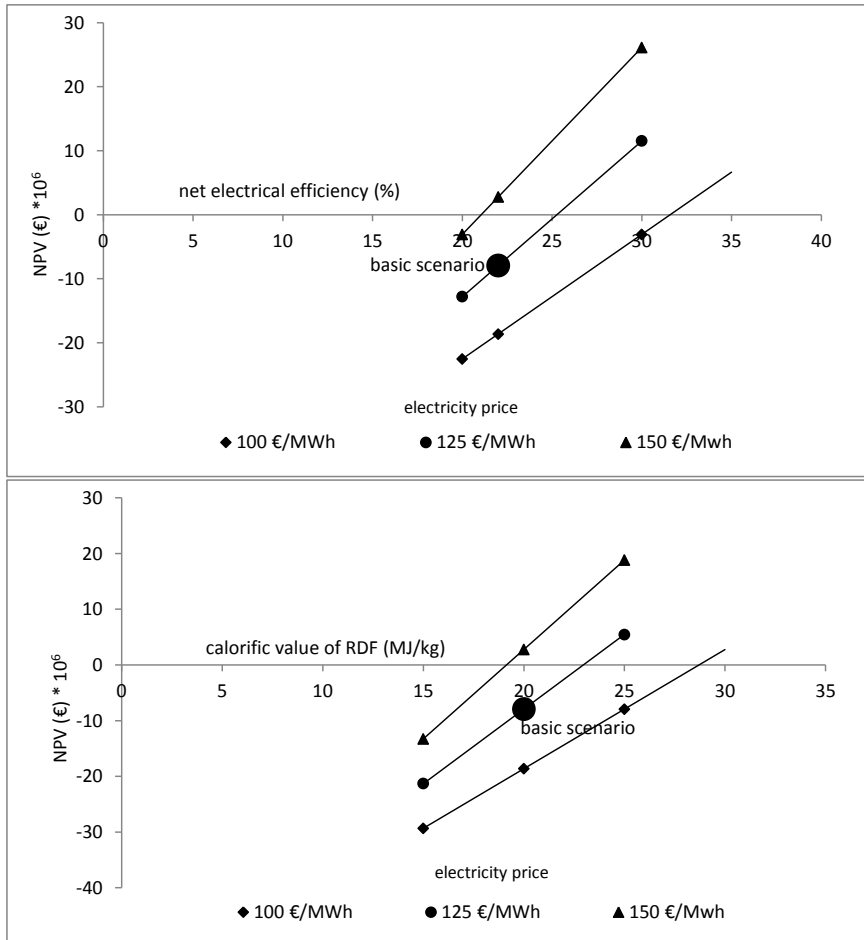 30
20
10
net electrical efficiency (%)
0
0 5 10 15 20 25 30 35 40
NPV (€) *10⁶
basic scenario
-10
-20
-30
electricity price
100 €/MWh 125 €/MWh 150 €/Mwh
30
20
10
calorific value of RDF (MJ/kg)
0
0 5 10 15 20 25 30 35
NPV (€) * 10⁶
basic scenario
-10
-20
-30
electricity price
-40
100 €/MWh 125 €/MWh 150 €/Mwh